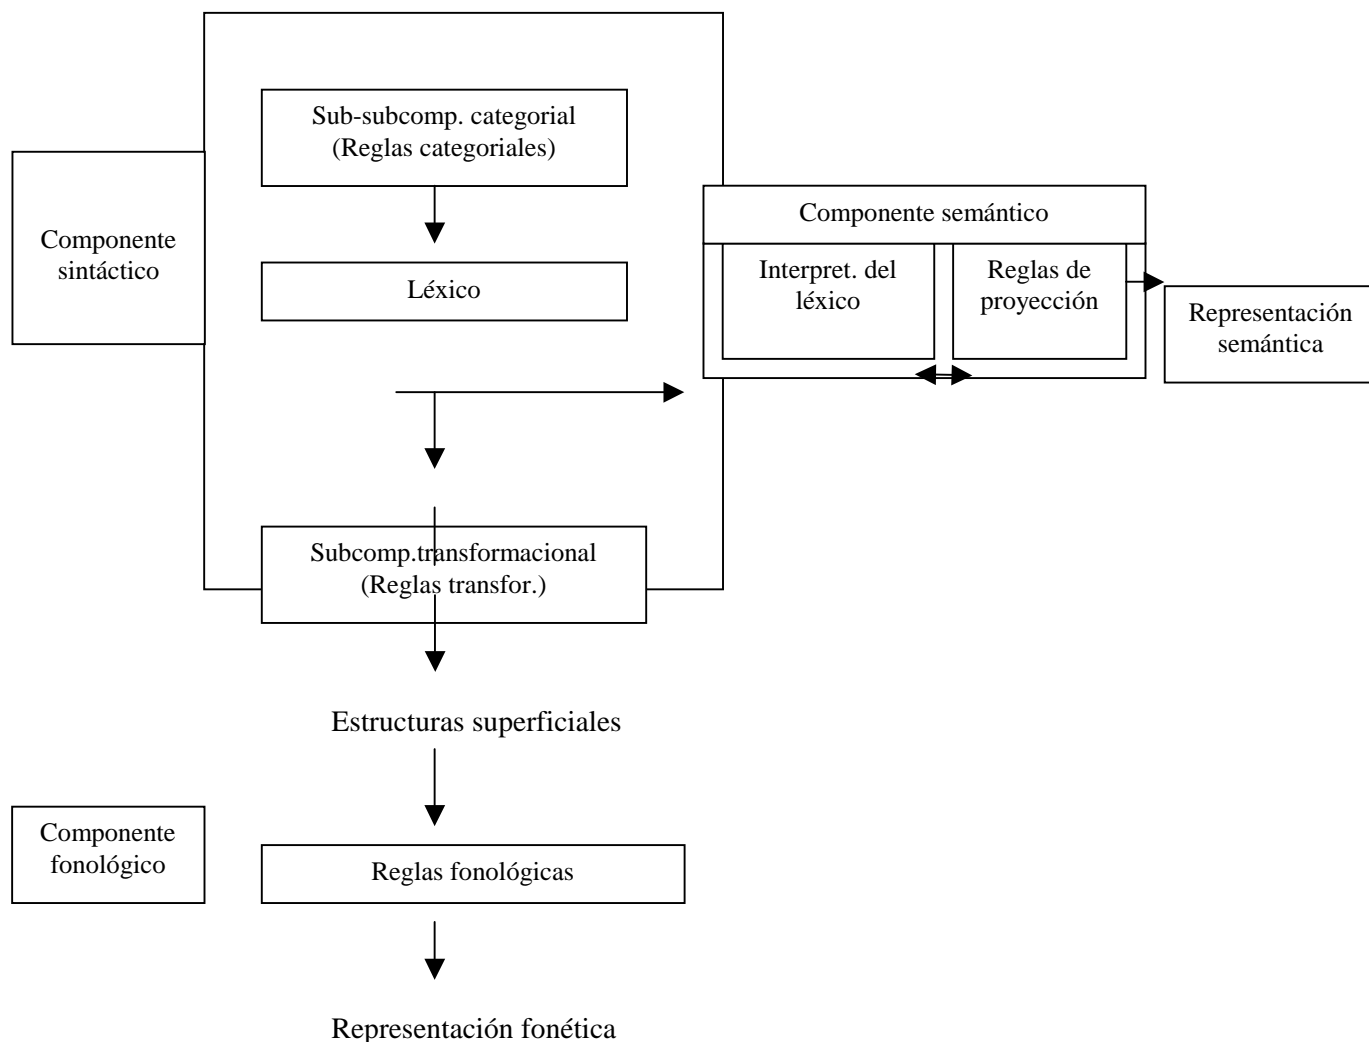 Sub-subcomp. categorial
(Reglas categoriales)
Componente
sintáctico
Léxico
Componente semántico
Interpret. del
léxico
Reglas de
proyección
Representación
semántica
Subcomp.transformacional
(Reglas transfor.)
Estructuras superficiales
Componente
fonológico
Reglas fonológicas
Representación fonética